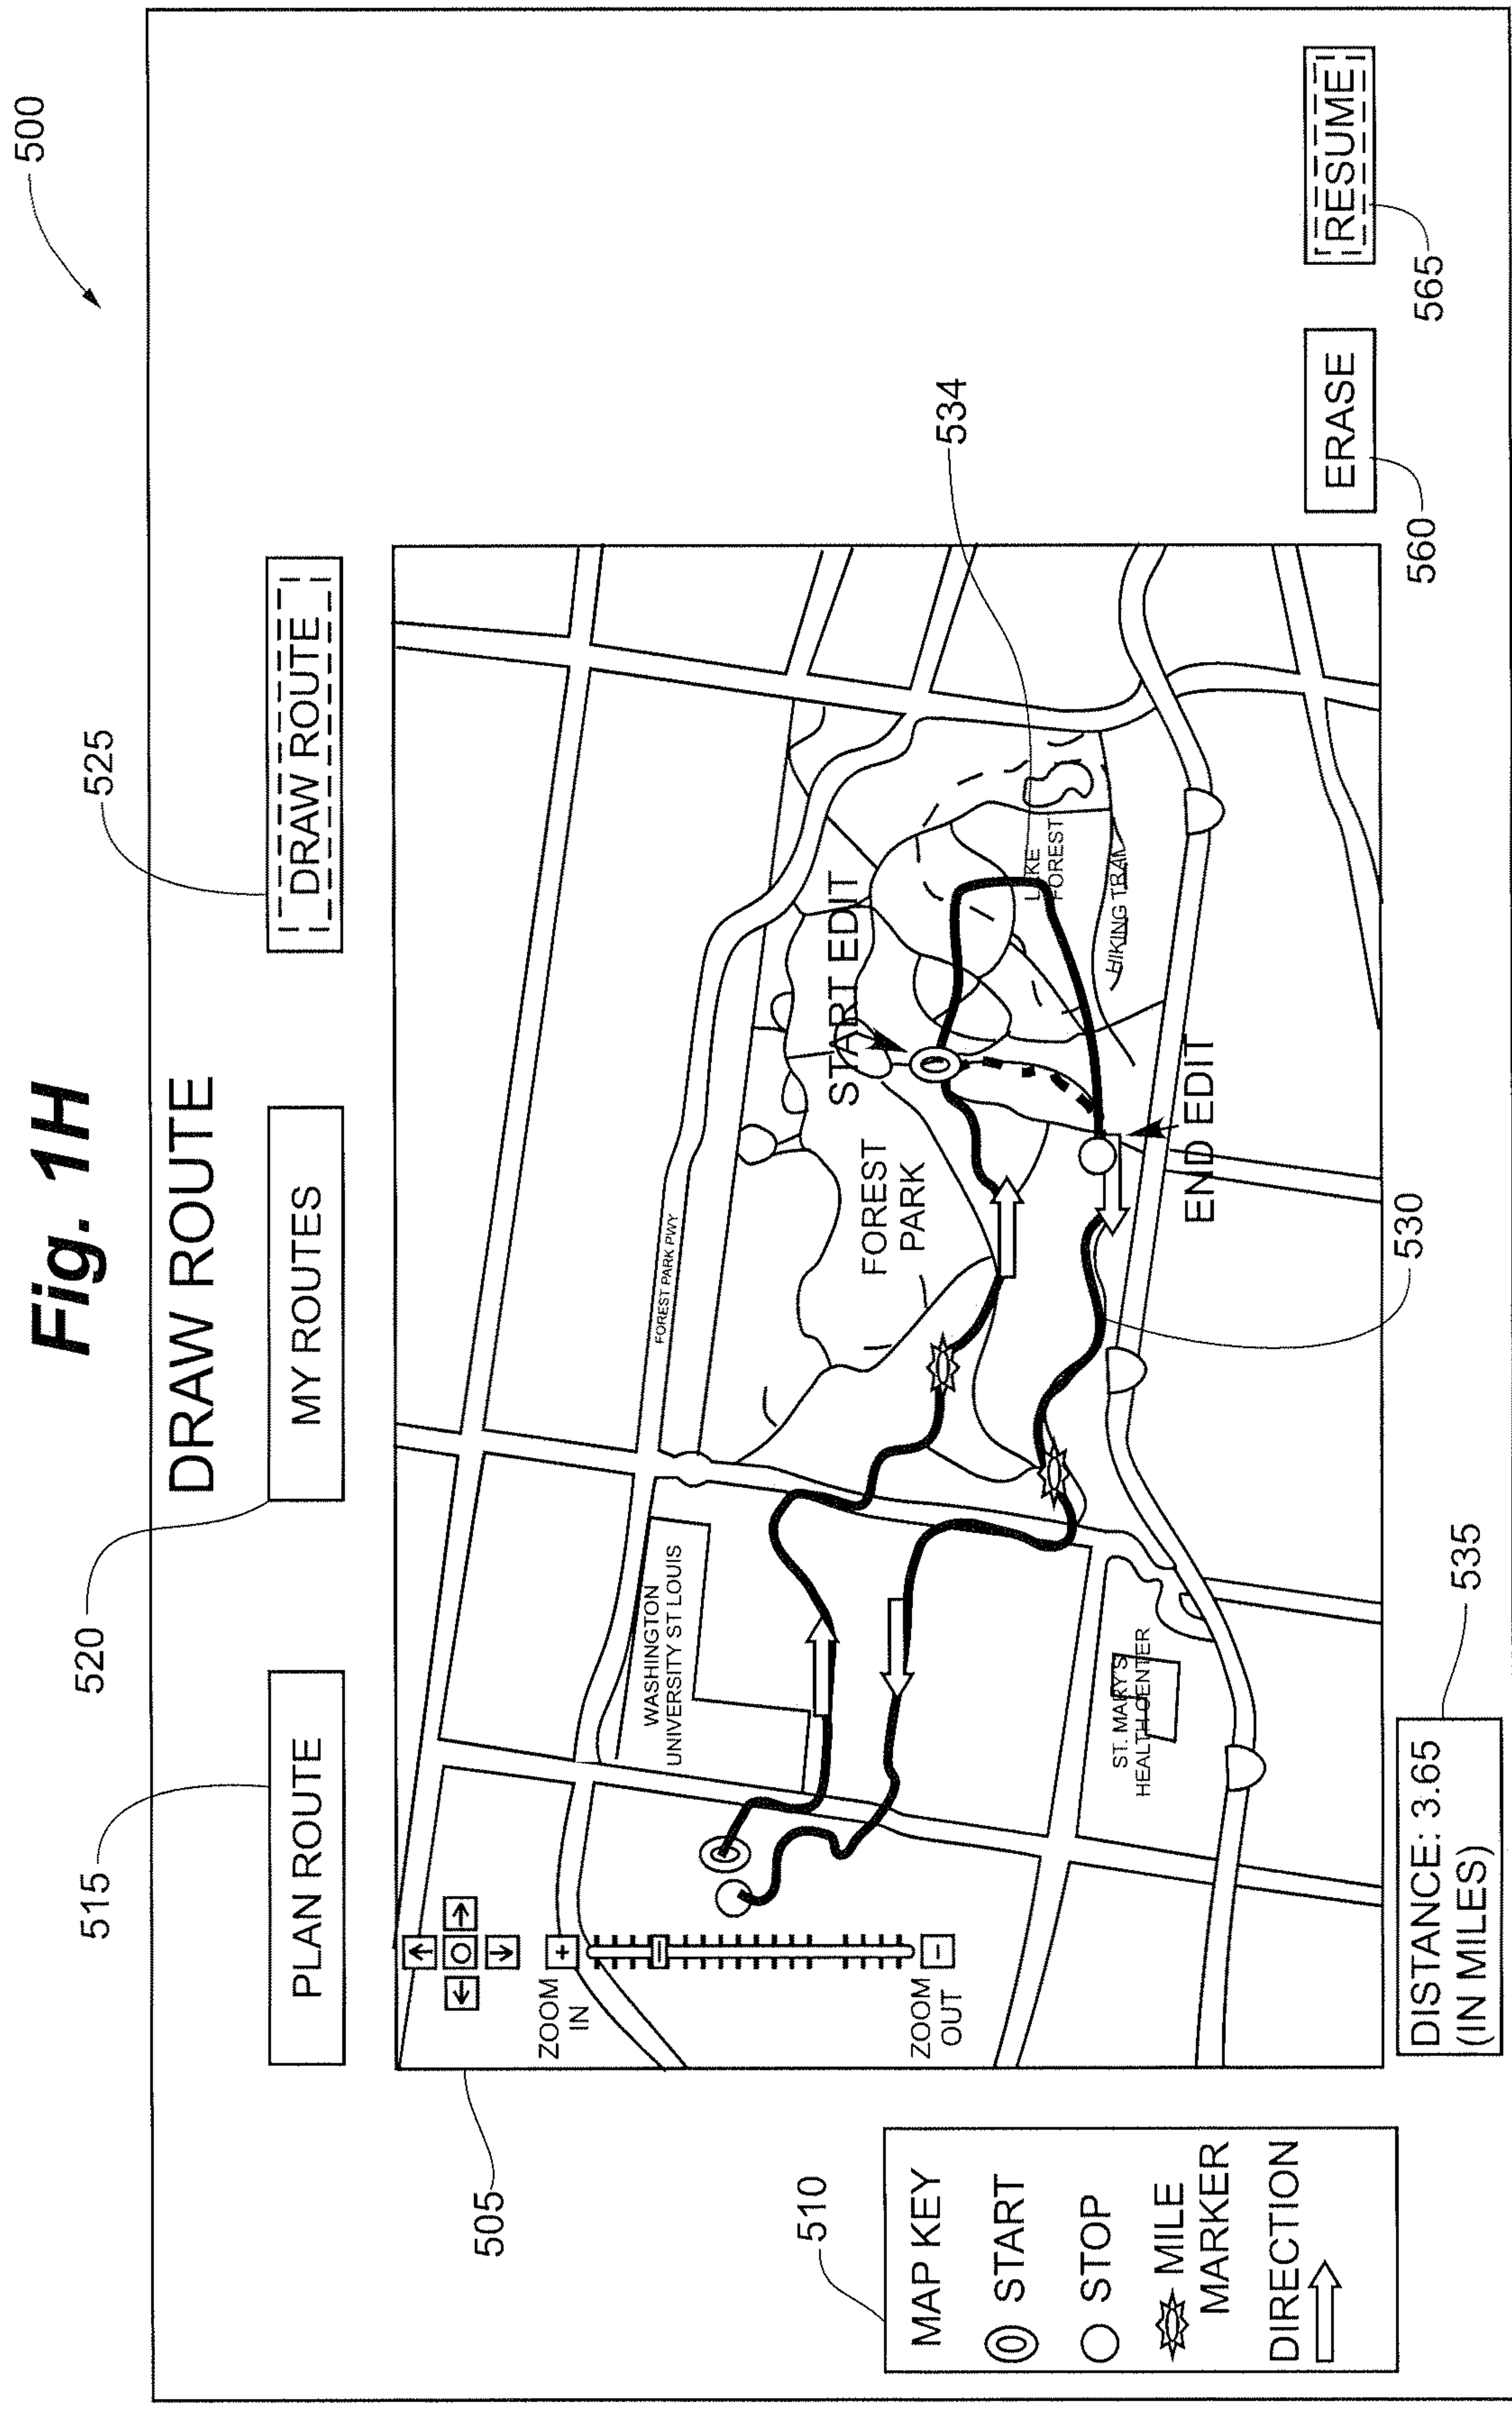 Fig. 1H
500
DRAW ROUTE
515
520
525
PLAN ROUTE
MY ROUTES
DRAW ROUTE
505
ZOOM
IN
ZOOM
OUT
FOREST PARK PWY
WASHINGTON
UNIVERSITY ST LOUIS
START EDIT
FOREST
PARK
534
LAKE
FOREST
HIKING TRAIL
ST. MARY'S
HEALTH CENTER
END EDIT
530
510
MAP KEY
START
STOP
MILE
MARKER
DIRECTION
ERASE
RESUME
560
565
DISTANCE: 3.65
(IN MILES)
535